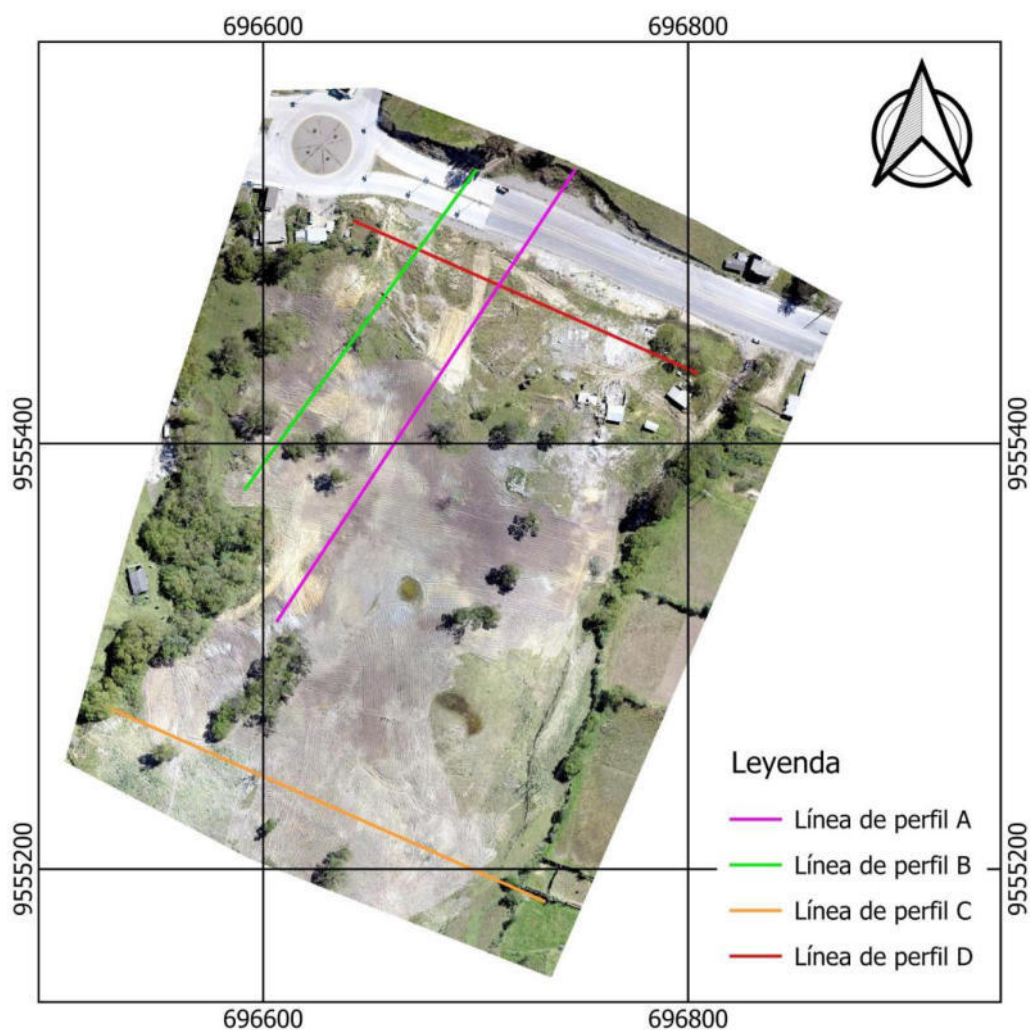 696600 696800
9555400 9555400
Leyenda
Línea de perfil A
9555200 9555200
Línea de perfil B
Línea de perfil C
Línea de perfil D
696600 696800